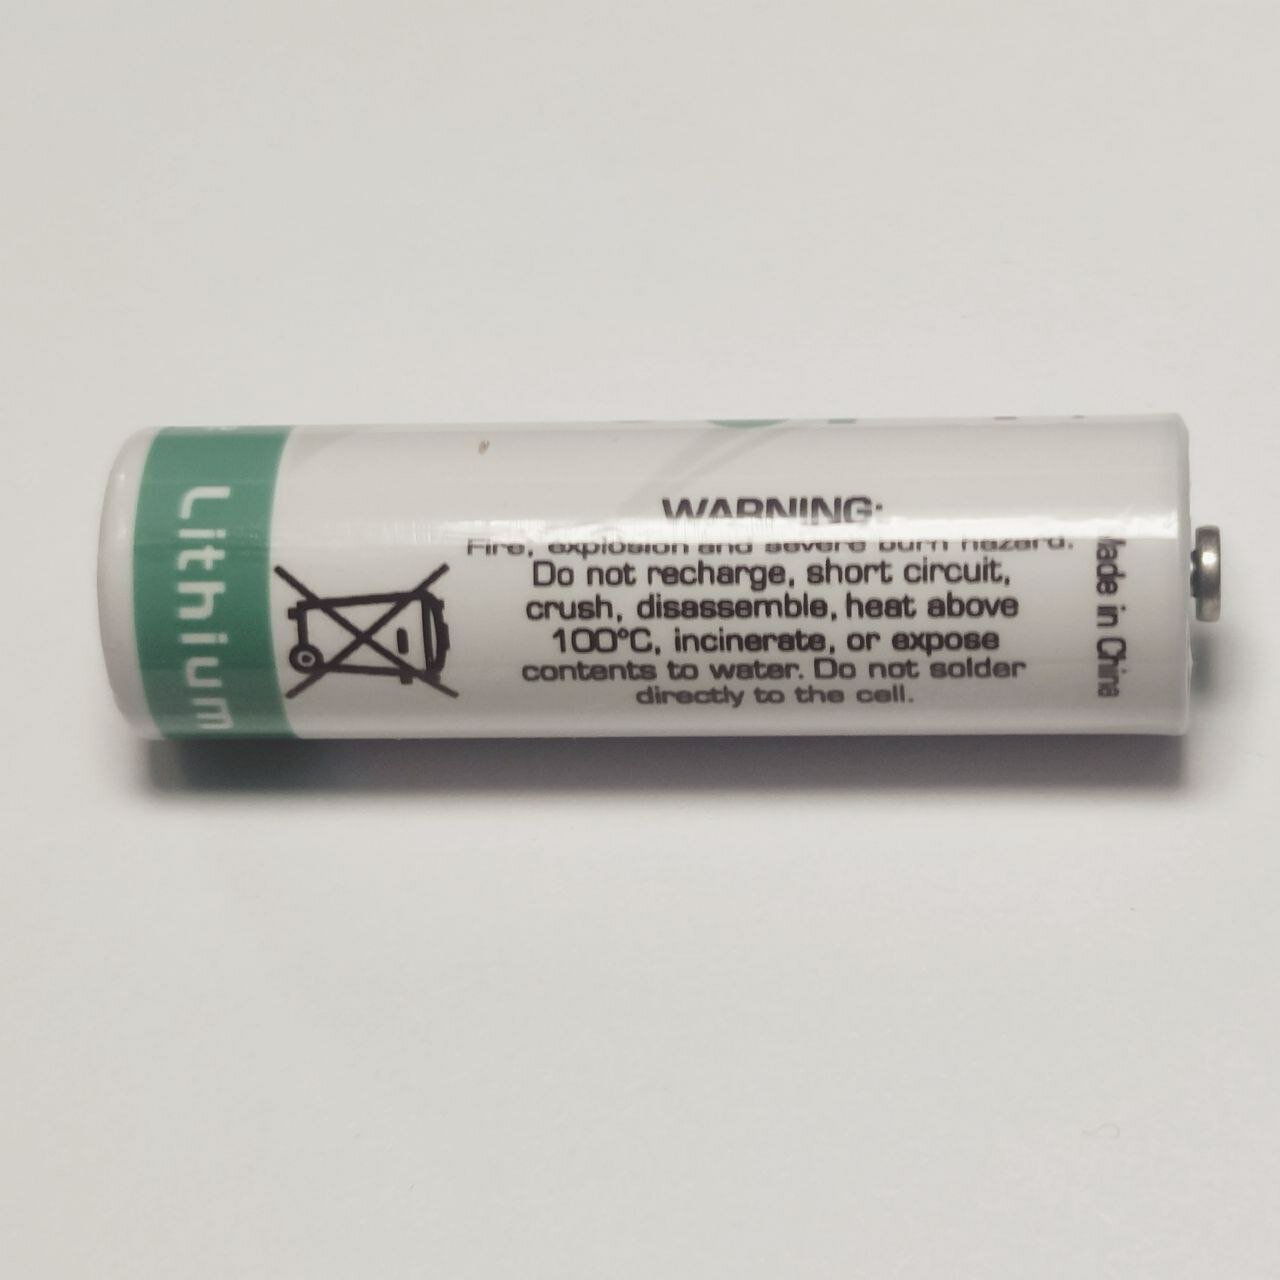 Lithium
WARNING:
Fire, explosion and severe burn hazard.
Do not recharge, short circuit,
crush, disassemble, heat above
100°C, incinerate, or expose
contents to water. Do not solder
directly to the cell.
Made in China